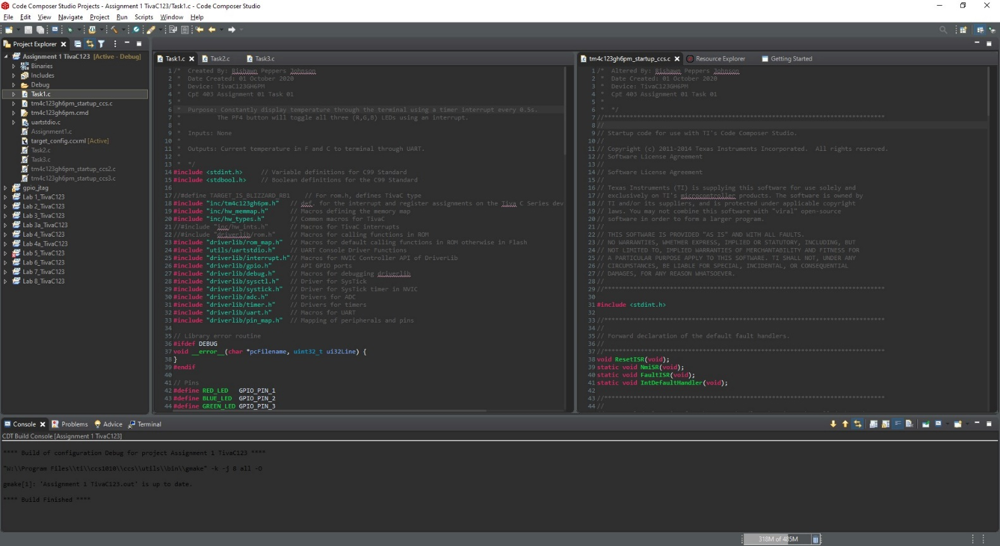 Code Composer Studio Projects - Assignment 1 TivaC123/Task1.c - Code Composer Studio
File Edit View Navigate Project Run Scripts Window Help
Project Explorer
Assignment 1 TivaC123 [Active - Debug]
Binaries
Includes
Debug
Task1.c
tm4c123gh6pm_startup_ccs.c
tm4c123gh6pm.cmd
uartstdio.c
Assignment1.c
target_config.ccxml [Active]
Task2.c
Task3.c
tm4c123gh6pm_startup_ccs2.c
tm4c123gh6pm_startup_ccs3.c
gpio_jtag
Lab 1_TivaC123
Lab 2_TivaC123
Lab 3_TivaC123
Lab 3a_TivaC123
Lab 4_TivaC123
Lab 4a_TivaC123
Lab 5_TivaC123
Lab 6_TivaC123
Lab 7_TivaC123
Lab 8_TivaC123
Task1.c Task2.c Task3.c
1 /* Created By: Rishawn Peppers Johnson
2 * Date Created: 01 October 2020
3 * Device: TivaC123GH6PM
4 * CpE 403 Assignment 01 Task 01
5 *
6 * Purpose: Constantly display temperature through the terminal using a timer interrupt every 0.5s.
7 * The PF4 button will toggle all three (R,G,B) LEDs using an interrupt.
8 *
9 * Inputs: None
10 *
11 * Outputs: Current temperature in F and C to terminal through UART.
12 *
13 * */
14 #include <stdint.h> // Variable definitions for C99 Standard
15 #include <stdbool.h> // Boolean definitions for the C99 Standard
16
17 //#define TARGET_IS_BLIZZARD_RB1 // For rom.h, defines TivaC type
18 #include "inc/tm4c123gh6pm.h" // def. for the interrupt and register assignments on the Tiva C Series dev
19 #include "inc/hw_memmap.h" // Macros defining the memory map
20 #include "inc/hw_types.h" // Common macros for TivaC
21 //#include "inc/hw_ints.h" // Macros for TivaC interrupts
22 //#include "driverlib/rom.h" // Macros for calling functions in ROM
23 #include "driverlib/rom_map.h" // Macros for default calling functions in ROM otherwise in Flash
24 #include "utils/uartstdio.h" // UART Console Driver Functions
25 #include "driverlib/interrupt.h"// Macros for NVIC Controller API of DriverLib
26 #include "driverlib/gpio.h" // API GPIO ports
27 #include "driverlib/debug.h" // Macros for debugging driverlib
28 #include "driverlib/sysctl.h" // Driver for SysTick
29 #include "driverlib/systick.h" // Driver for SysTick timer in NVIC
30 #include "driverlib/adc.h" // Drivers for ADC
31 #include "driverlib/timer.h" // Drivers for timers
32 #include "driverlib/uart.h" // Macros for UART
33 #include "driverlib/pin_map.h" // Mapping of peripherals and pins
34
35 // Library error routine
36 #ifdef DEBUG
37 void __error__(char *pcFilename, uint32_t ui32Line) {
38 }
39 #endif
40
41 // Pins
42 #define RED_LED GPIO_PIN_1
43 #define BLUE_LED GPIO_PIN_2
44 #define GREEN_LED GPIO_PIN_3
tm4c123gh6pm_startup_ccs.c Resource Explorer Getting Started
1 /* Altered By: Rishawn Peppers Johnson
2 * Date Created: 01 October 2020
3 * Device: TivaC123GH6PM
4 * CpE 403 Assignment 01 Task 01
5 *
6 * */
7 //*****************************************************************************
8 //
9 // Startup code for use with TI's Code Composer Studio.
10 //
11 // Copyright (c) 2011-2014 Texas Instruments Incorporated. All rights reserved.
12 // Software License Agreement
13 //
14 // Software License Agreement
15 //
16 // Texas Instruments (TI) is supplying this software for use solely and
17 // exclusively on TI's microcontroller products. The software is owned by
18 // TI and/or its suppliers, and is protected under applicable copyright
19 // laws. You may not combine this software with "viral" open-source
20 // software in order to form a larger program.
21 //
22 // THIS SOFTWARE IS PROVIDED "AS IS" AND WITH ALL FAULTS.
23 // NO WARRANTIES, WHETHER EXPRESS, IMPLIED OR STATUTORY, INCLUDING, BUT
24 // NOT LIMITED TO, IMPLIED WARRANTIES OF MERCHANTABILITY AND FITNESS FOR
25 // A PARTICULAR PURPOSE APPLY TO THIS SOFTWARE. TI SHALL NOT, UNDER ANY
26 // CIRCUMSTANCES, BE LIABLE FOR SPECIAL, INCIDENTAL, OR CONSEQUENTIAL
27 // DAMAGES, FOR ANY REASON WHATSOEVER.
28 //
29 //*****************************************************************************
30
31 #include <stdint.h>
32
33 //*****************************************************************************
34 //
35 // Forward declaration of the default fault handlers.
36 //
37 //*****************************************************************************
38 void ResetISR(void);
39 static void NmiSR(void);
40 static void FaultISR(void);
41 static void IntDefaultHandler(void);
42
43 //*****************************************************************************
44 //
Console Problems Advice Terminal
CDT Build Console [Assignment 1 TivaC123]
**** Build of configuration Debug for project Assignment 1 TivaC123 ****
"W:\\Program Files\\ti\\ccs1010\\ccs\\utils\\bin\\gmake" -k -j 8 all -O
gmake[1]: 'Assignment 1 TivaC123.out' is up to date.
**** Build Finished ****
318M of 485M